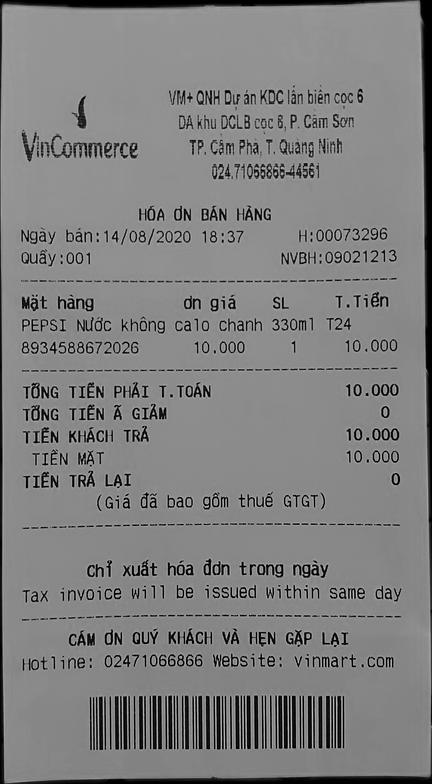 VM+ QNH Dự án KDC lấn biển cọc 6
DA khu DCLB cọc 6, P. Cẩm Sơn
TP. Cẩm Phả, T. Quảng Ninh
024.71066866-44561
VinCommerce
HÓA ƠN BÁN HÀNG
Ngày bán:14/08/2020 18:37 H:00073296
Quầy:001 NVBH:09021213
Mặt hàng ơn giá SL T.Tiền
PEPSI Nước không calo chanh 330ml T24
8934588672026 10.000 1 10.000
TỔNG TIỀN PHẢI T.TOÁN 10.000
TỔNG TIỀN Ã GIẢM 0
TIỀN KHÁCH TRẢ 10.000
TIỀN MẶT 10.000
TIỀN TRẢ LẠI 0
(Giá đã bao gồm thuế GTGT)
Chỉ xuất hóa đơn trong ngày
Tax invoice will be issued within same day
CÁM ƠN QUÝ KHÁCH VÀ HẸN GẶP LẠI
Hotline: 02471066866 Website: vinmart.com